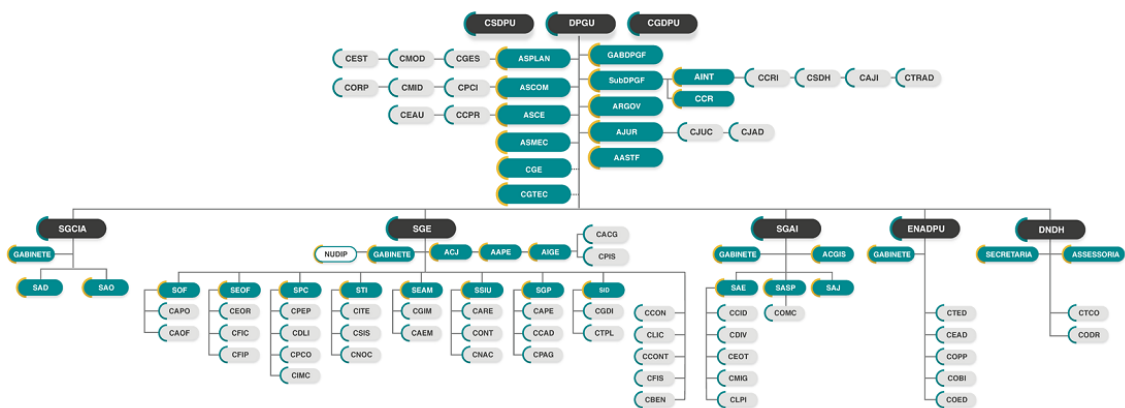 CSDPU DPGU CGDPU
CEST CMOD CGES ASPLAN GABDPGF
CORP CMID CPCI ASCOM SubDPGF AINT CCRI CSDH CAJI CTRAD
CCR
CEAU CCPR ASCE ARGOV
ASMEC AJUR CJUC CJAD
CGE AASTF
CGTEC
SGCIA SGE SGAI ENADPU DNDH
GABINETE NUDIP GABINETE ACJ AAPE AIGE CACG CPIS GABINETE ACGIS GABINETE SECRETARIA ASSESSORIA
SAD SAO SOF SEOF SPC STI SEAM SSIU SGP SID SAE SASP SAJ
CAPO CEOR CPEP CITE CGIM CARE CAPE CGDI CCON CCID COMC CTED CTCO
CAOF CFIC CDLI CSIS CAEM CONT CCAD CTPL CLIC CDIV CEAD CODR
CFIP CPCO CNOC CNAC CPAG CCONT CEOT COPP
CIMC CFIS CMIG COBI
CBEN CLPI COED